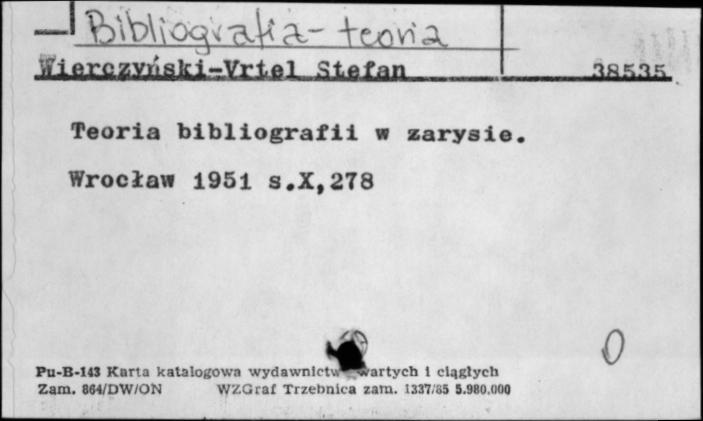 Bibliografia - teoria
Wierczyński-Vrtel Stefan 38535
Teoria bibliografii w zarysie.
Wrocław 1951 s.X,278
Pu-B-143 Karta katalogowa wydawnictw zwartych i ciągłych
Zam. 864/DW/ON WZGraf Trzebnica zam. 1337/85 5.980.000